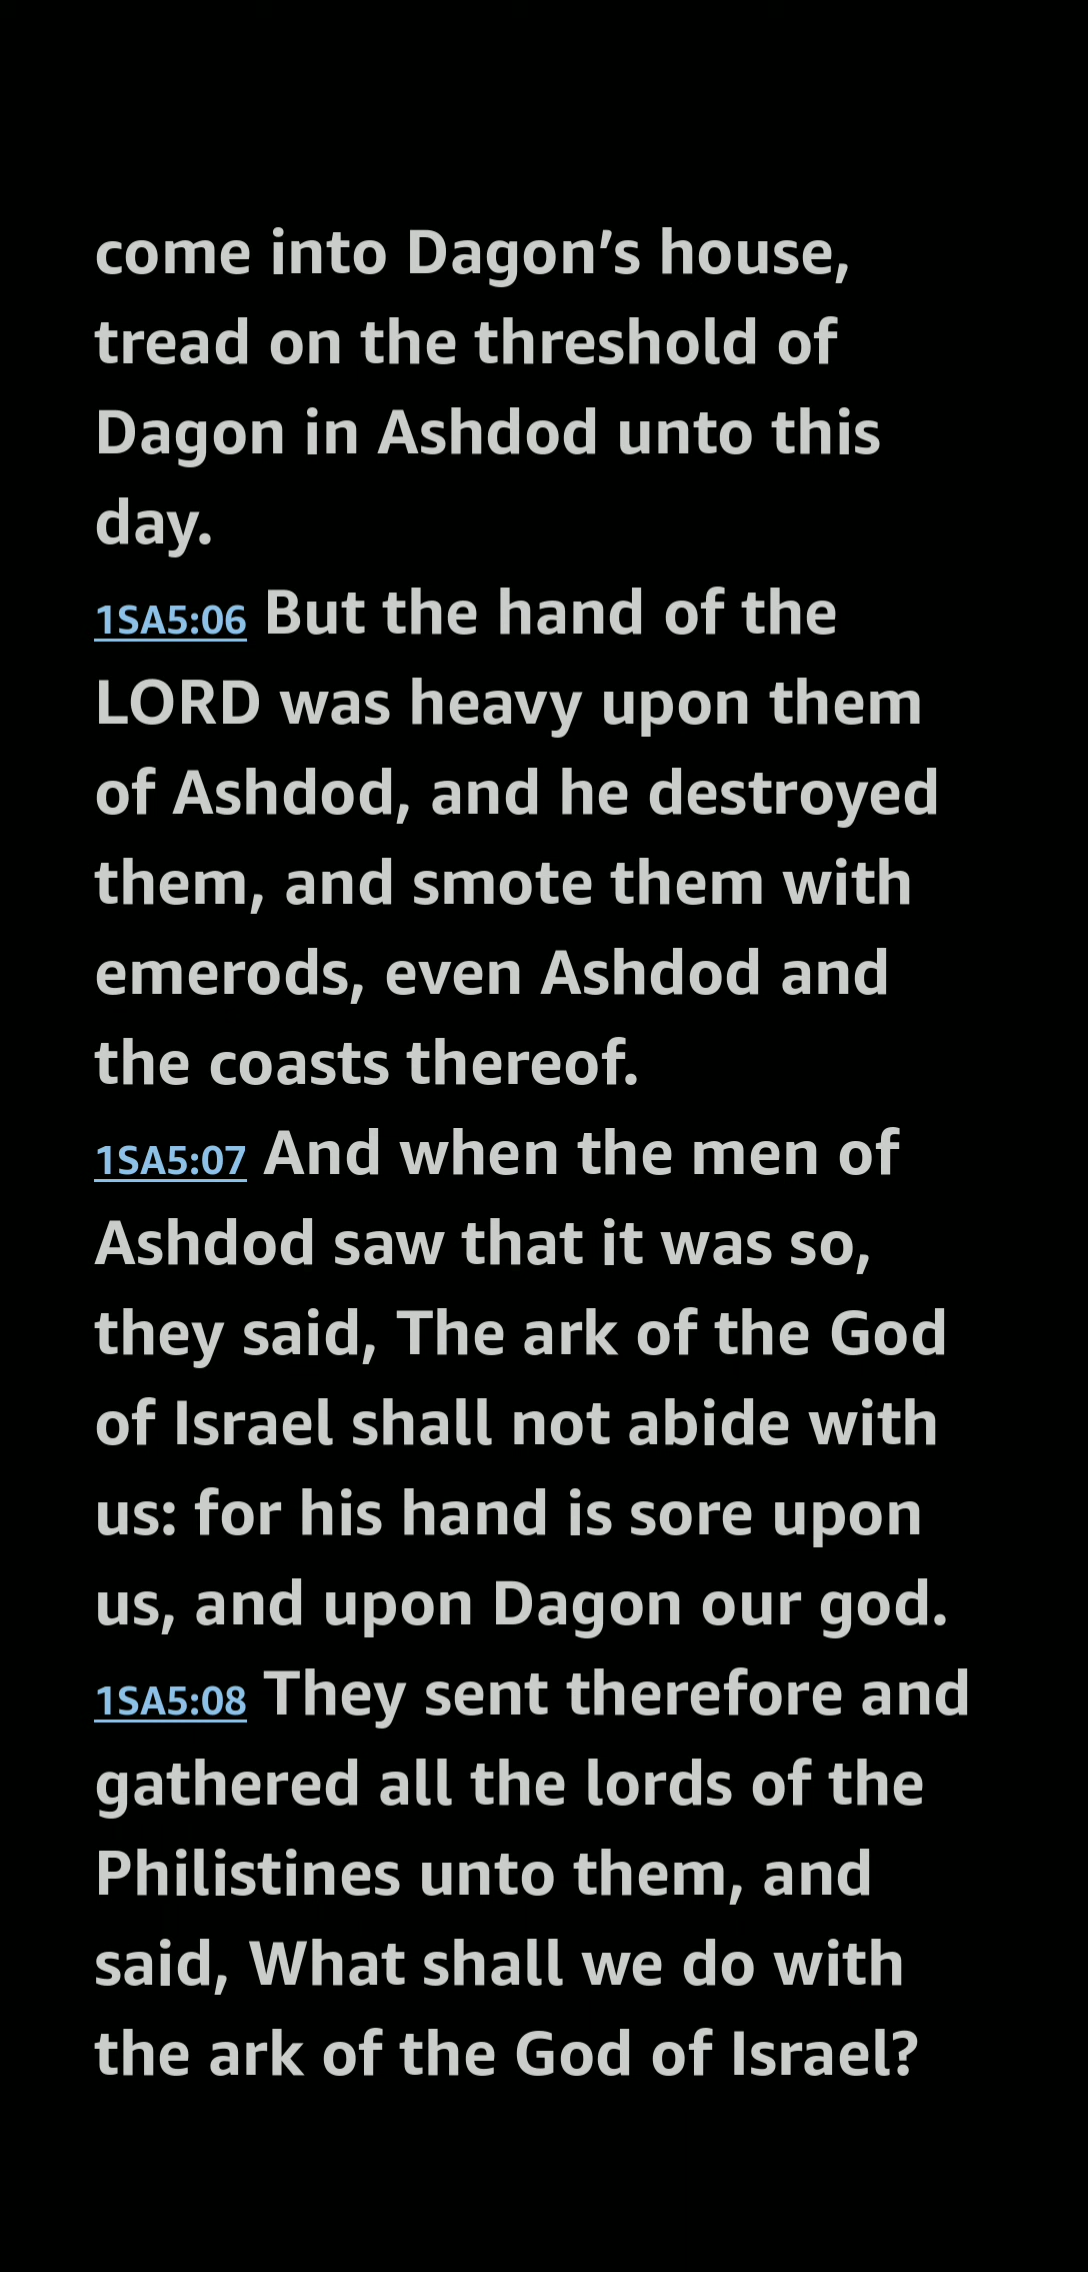 come into Dagon’s house,
tread on the threshold of
Dagon in Ashdod unto this
day.
1SA5:06 But the hand of the
LORD was heavy upon them
of Ashdod, and he destroyed
them, and smote them with
emerods, even Ashdod and
the coasts thereof.
1SA5:07 And when the men of
Ashdod saw that it was so,
they said, The ark of the God
of Israel shall not abide with
us: for his hand is sore upon
us, and upon Dagon our god.
1SA5:08 They sent therefore and
gathered all the lords of the
Philistines unto them, and
said, What shall we do with
the ark of the God of Israel?